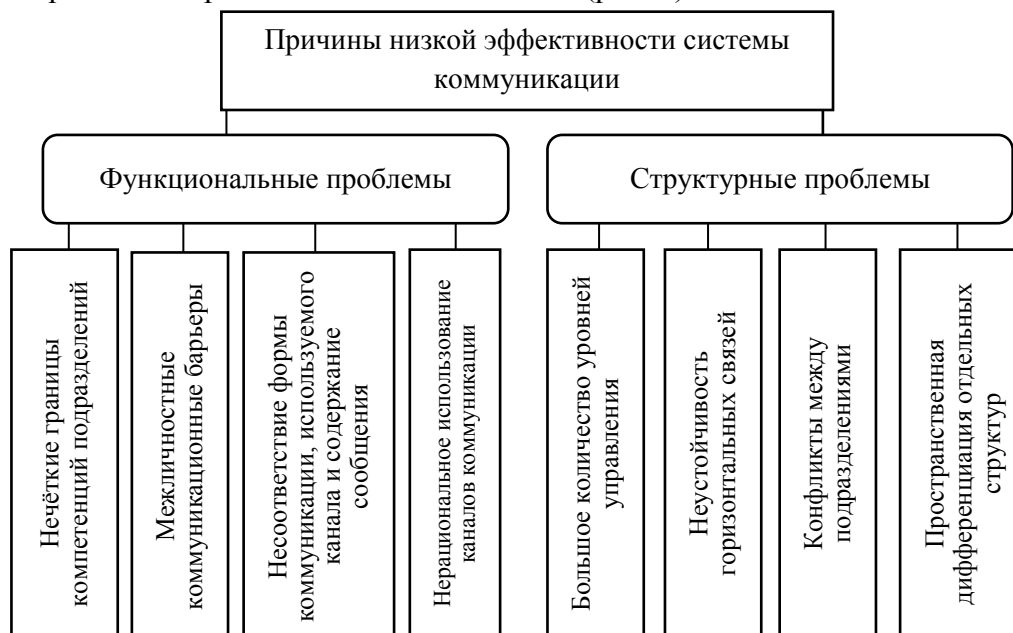 Причины низкой эффективности системы
коммуникации
Функциональные проблемы
Структурные проблемы
Нечёткие границы
компетенций подразделений
Межличностные
коммуникационные барьеры
Несоответствие формы
коммуникации, используемого
канала и содержание
сообщения
Нерациональное использование
каналов коммуникации
Большое количество уровней
управления
Неустойчивость
горизонтальных связей
Конфликты между
подразделениями
Пространственная
дифференциация отдельных
структур